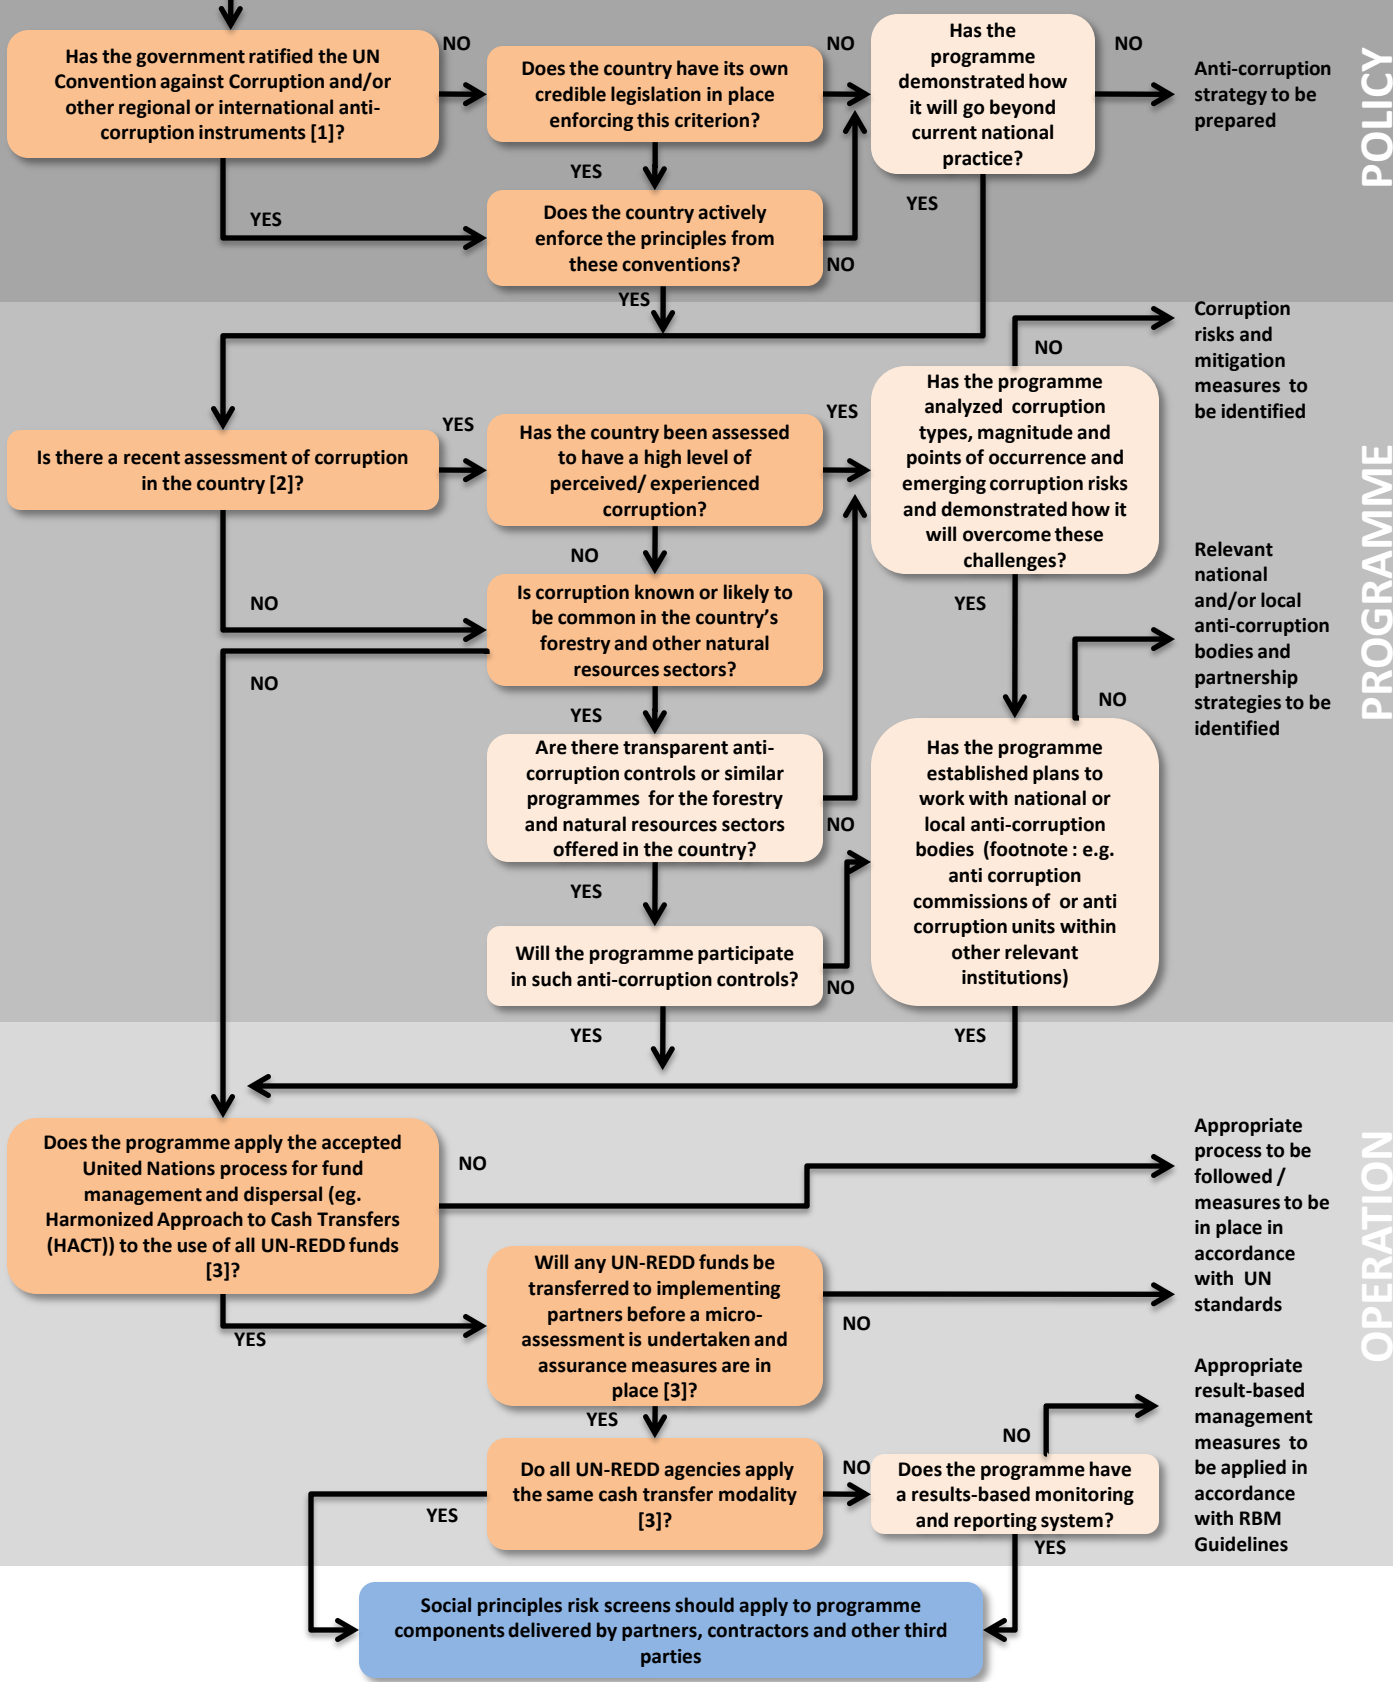 Has the government ratified the UN
Convention against Corruption and/or
other regional or international anti-
corruption instruments [1]?
NO
Does the country have its own
credible legislation in place
enforcing this criterion?
NO
Has the
programme
demonstrated how
it will go beyond
current national
practice?
NO
Anti-corruption
strategy to be
prepared
POLICY
YES
YES
YES
Does the country actively
enforce the principles from
these conventions?
NO
YES
Corruption
risks and
mitigation
measures to
be identified
NO
Is there a recent assessment of corruption
in the country [2]?
YES
Has the country been assessed
to have a high level of
perceived/ experienced
corruption?
YES
Has the programme
analyzed corruption
types, magnitude and
points of occurrence and
emerging corruption risks
and demonstrated how it
will overcome these
challenges?
PROGRAMME
NO
NO
YES
Relevant
national
and/or local
anti-corruption
bodies and
partnership
strategies to be
identified
Is corruption known or likely to
be common in the country's
forestry and other natural
resources sectors?
NO
NO
YES
Are there transparent anti-
corruption controls or similar
programmes for the forestry
and natural resources sectors
offered in the country?
NO
Has the programme
established plans to
work with national or
local anti-corruption
bodies (footnote : e.g.
anti corruption
commissions of or anti
corruption units within
other relevant
institutions)
YES
Will the programme participate
in such anti-corruption controls?
NO
YES
YES
Does the programme apply the accepted
United Nations process for fund
management and dispersal (eg.
Harmonized Approach to Cash Transfers
(HACT)) to the use of all UN-REDD funds
[3]?
NO
Appropriate
process to be
followed /
measures to be
in place in
accordance
with UN
standards
OPERATION
YES
Will any UN-REDD funds be
transferred to implementing
partners before a micro-
assessment is undertaken and
assurance measures are in
place [3]?
NO
YES
Appropriate
result-based
management
measures to
be applied in
accordance
with RBM
Guidelines
NO
Do all UN-REDD agencies apply
the same cash transfer modality
[3]?
NO
Does the programme have
a results-based monitoring
and reporting system?
YES
YES
Social principles risk screens should apply to programme
components delivered by partners, contractors and other third
parties